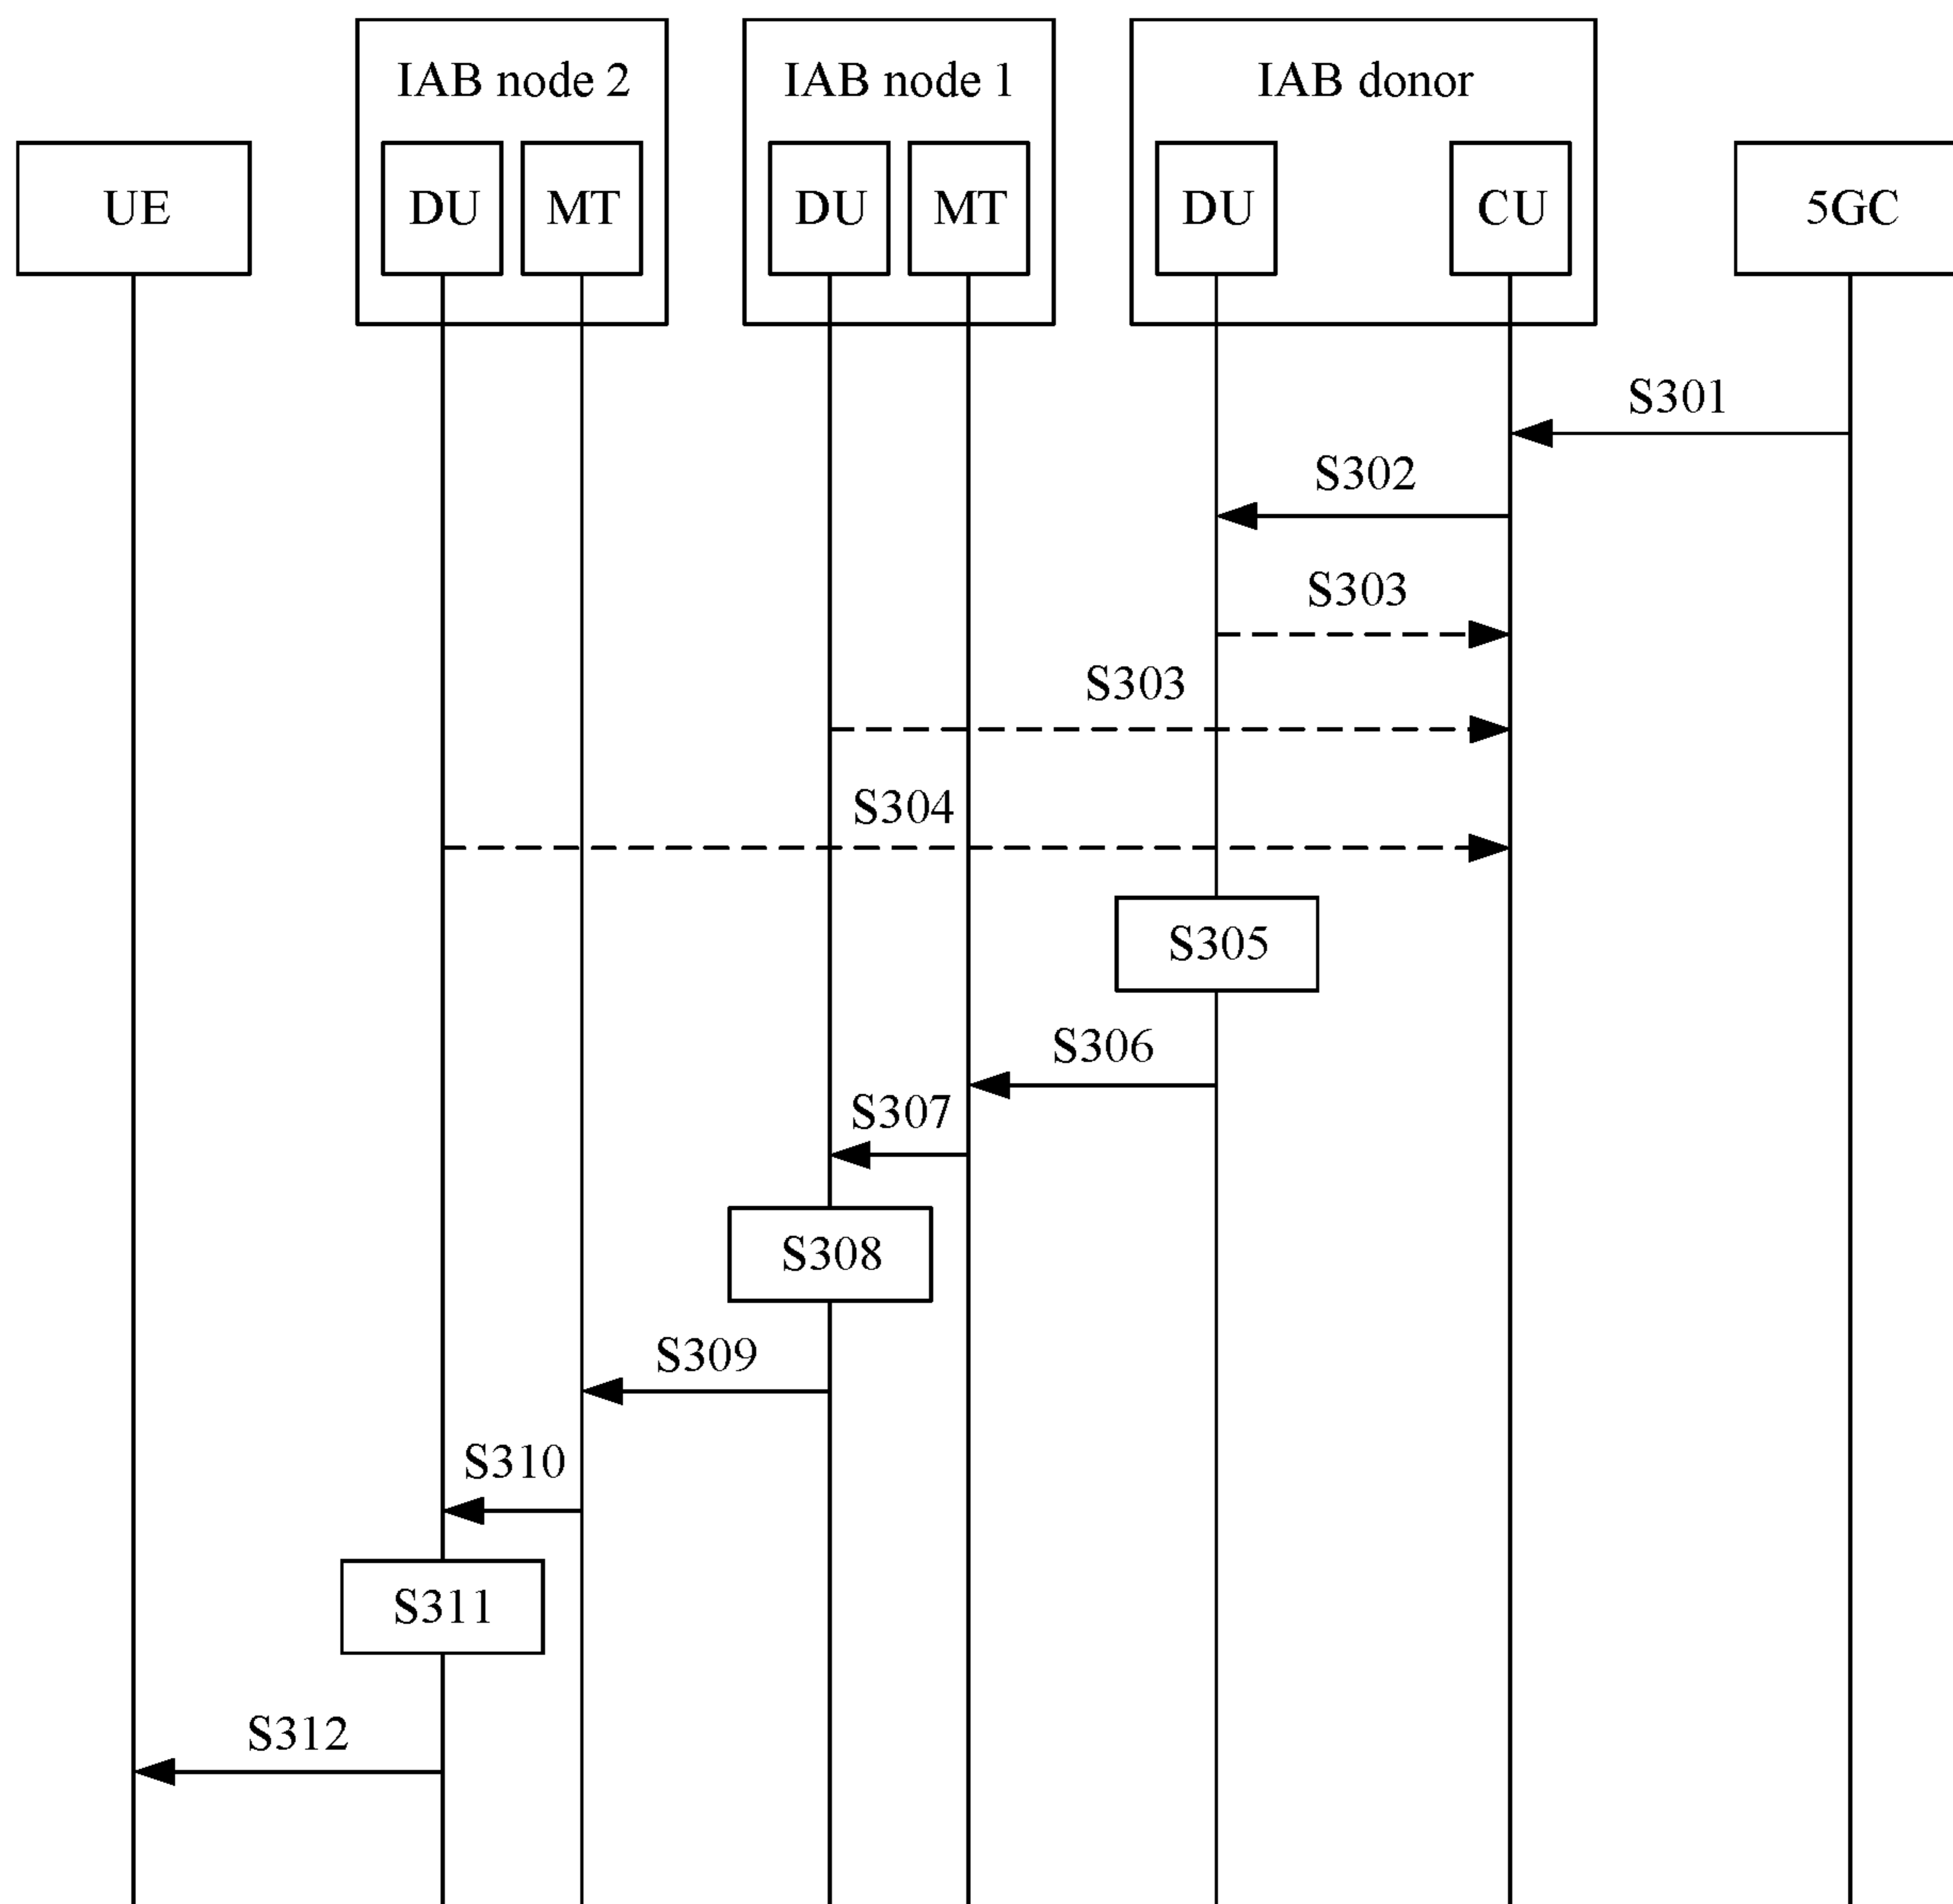 IAB node 2
IAB node 1
IAB donor
UE
DU
MT
DU
MT
DU
CU
5GC
S301
S302
S303
S303
S304
S305
S306
S307
S308
S309
S310
S311
S312